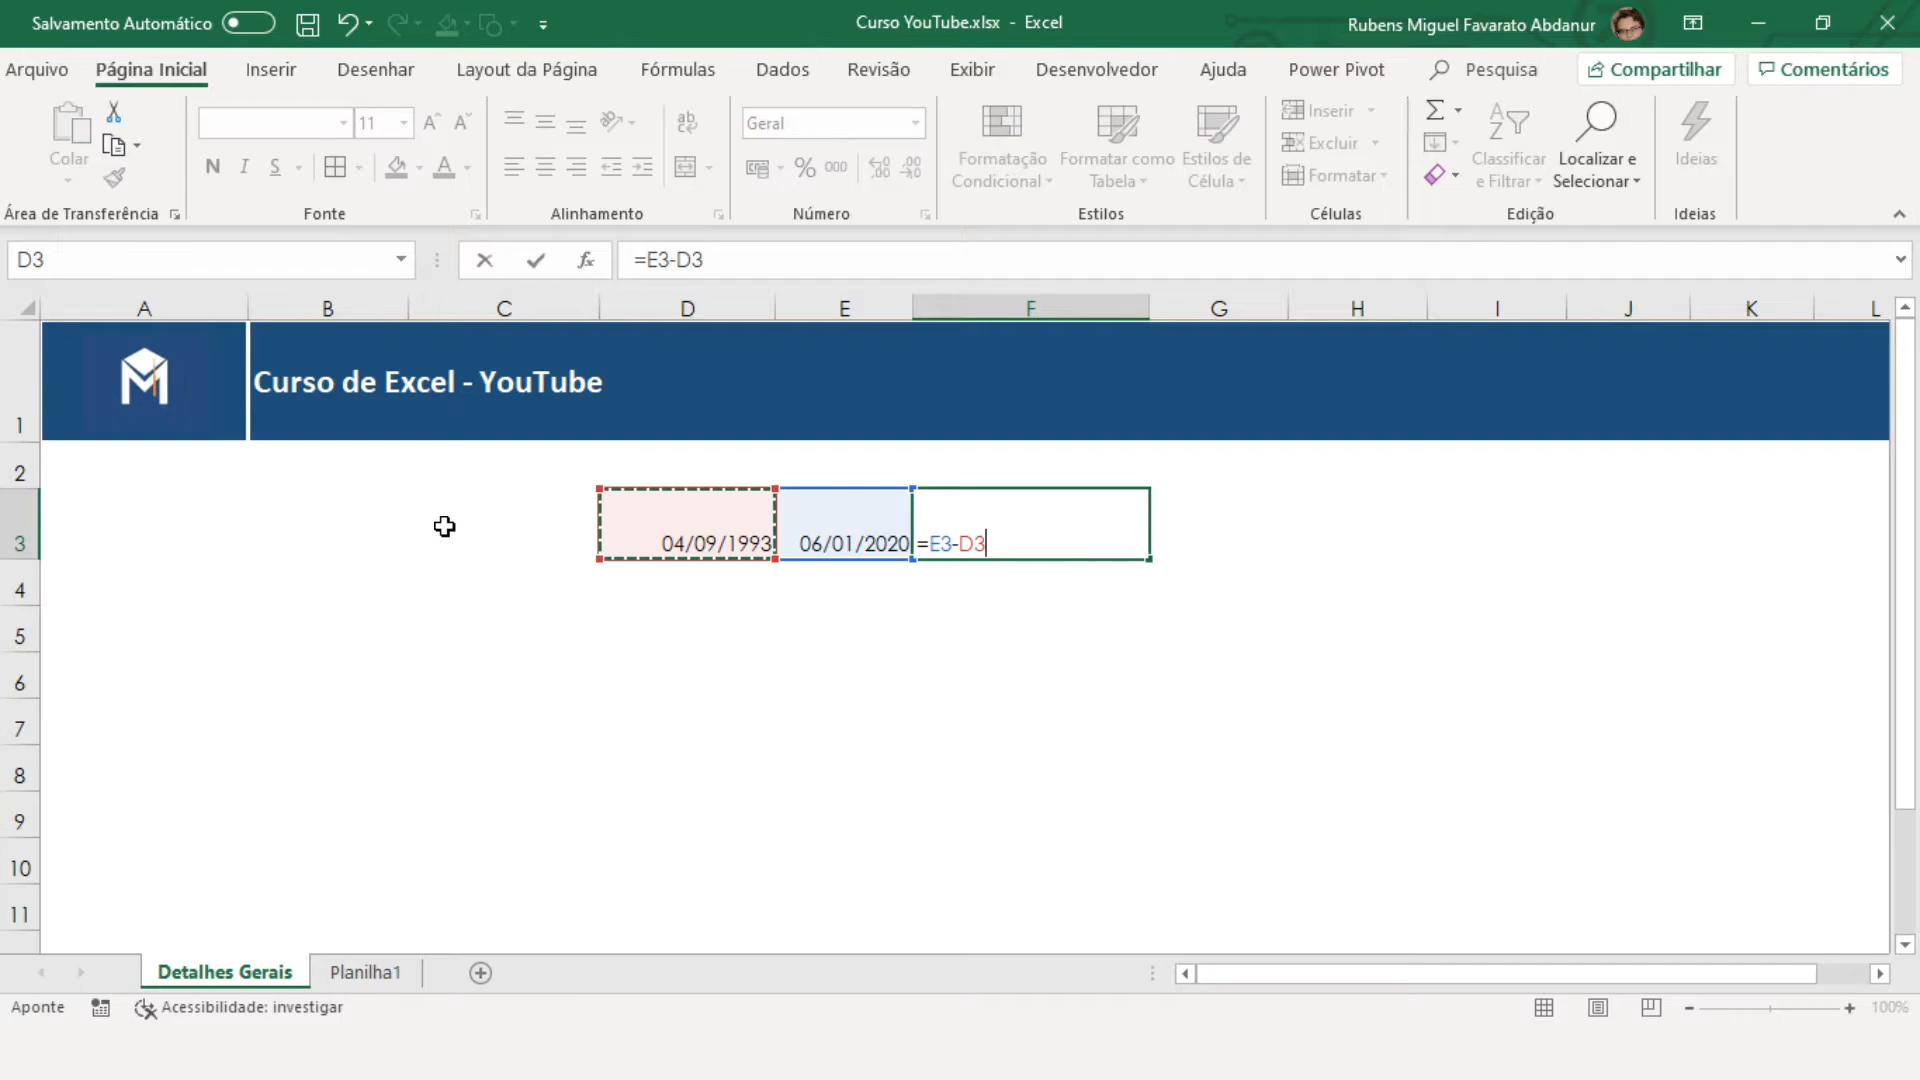 Salvamento Automático
Curso YouTube.xlsx - Excel
Rubens Miguel Favarato Abdanur
Arquivo Página Inicial Inserir Desenhar Layout da Página Fórmulas Dados Revisão Exibir Desenvolvedor Ajuda Power Pivot Pesquisa Compartilhar Comentários
Colar
11
N I S
Geral
% 000
Formatação Condicional
Formatar como Tabela
Estilos de Célula
Inserir
Excluir
Formatar
Classificar e Filtrar
Localizar e Selecionar
Ideias
Área de Transferência Fonte Alinhamento Número Estilos Células Edição Ideias
D3 fx =E3-D3
A B C D E F G H I J K L
1 Curso de Excel - YouTube
2
3 04/09/1993 06/01/2020 =E3-D3
4
5
6
7
8
9
10
11
Detalhes Gerais Planilha1
Aponte Acessibilidade: investigar 100%